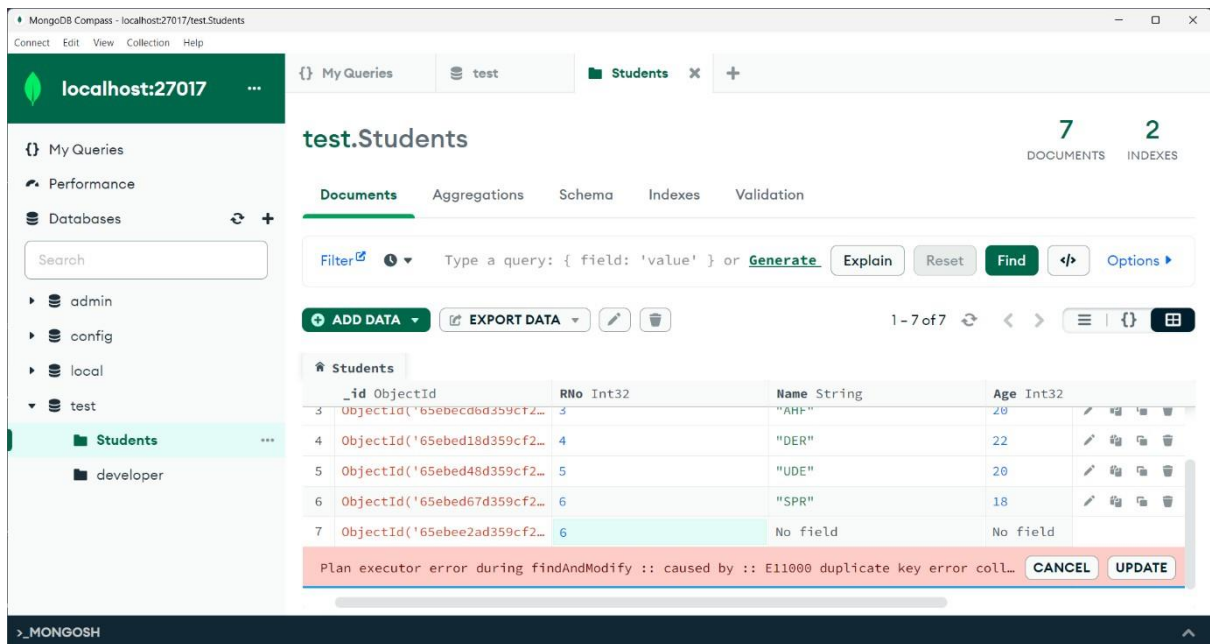 MongoDB Compass - localhost:27017/test.Students
Connect Edit View Collection Help
localhost:27017 ...
{} My Queries
Performance
Databases
Search
admin
config
local
test
Students ...
developer
{} My Queries test Students
test.Students
7 DOCUMENTS
2 INDEXES
Documents Aggregations Schema Indexes Validation
Filter Type a query: { field: 'value' } or Generate Explain Reset Find </> Options
ADD DATA EXPORT DATA 1 – 7 of 7 {}
Students
_id ObjectId RNo Int32 Name String Age Int32
3 ObjectId('65ebecd6d359cf2… 3 "AHF" 20
4 ObjectId('65ebed18d359cf2… 4 "DER" 22
5 ObjectId('65ebed48d359cf2… 5 "UDE" 20
6 ObjectId('65ebed67d359cf2… 6 "SPR" 18
7 ObjectId('65ebee2ad359cf2… 6 No field No field
Plan executor error during findAndModify :: caused by :: E11000 duplicate key error coll… CANCEL UPDATE
>_MONGOSH